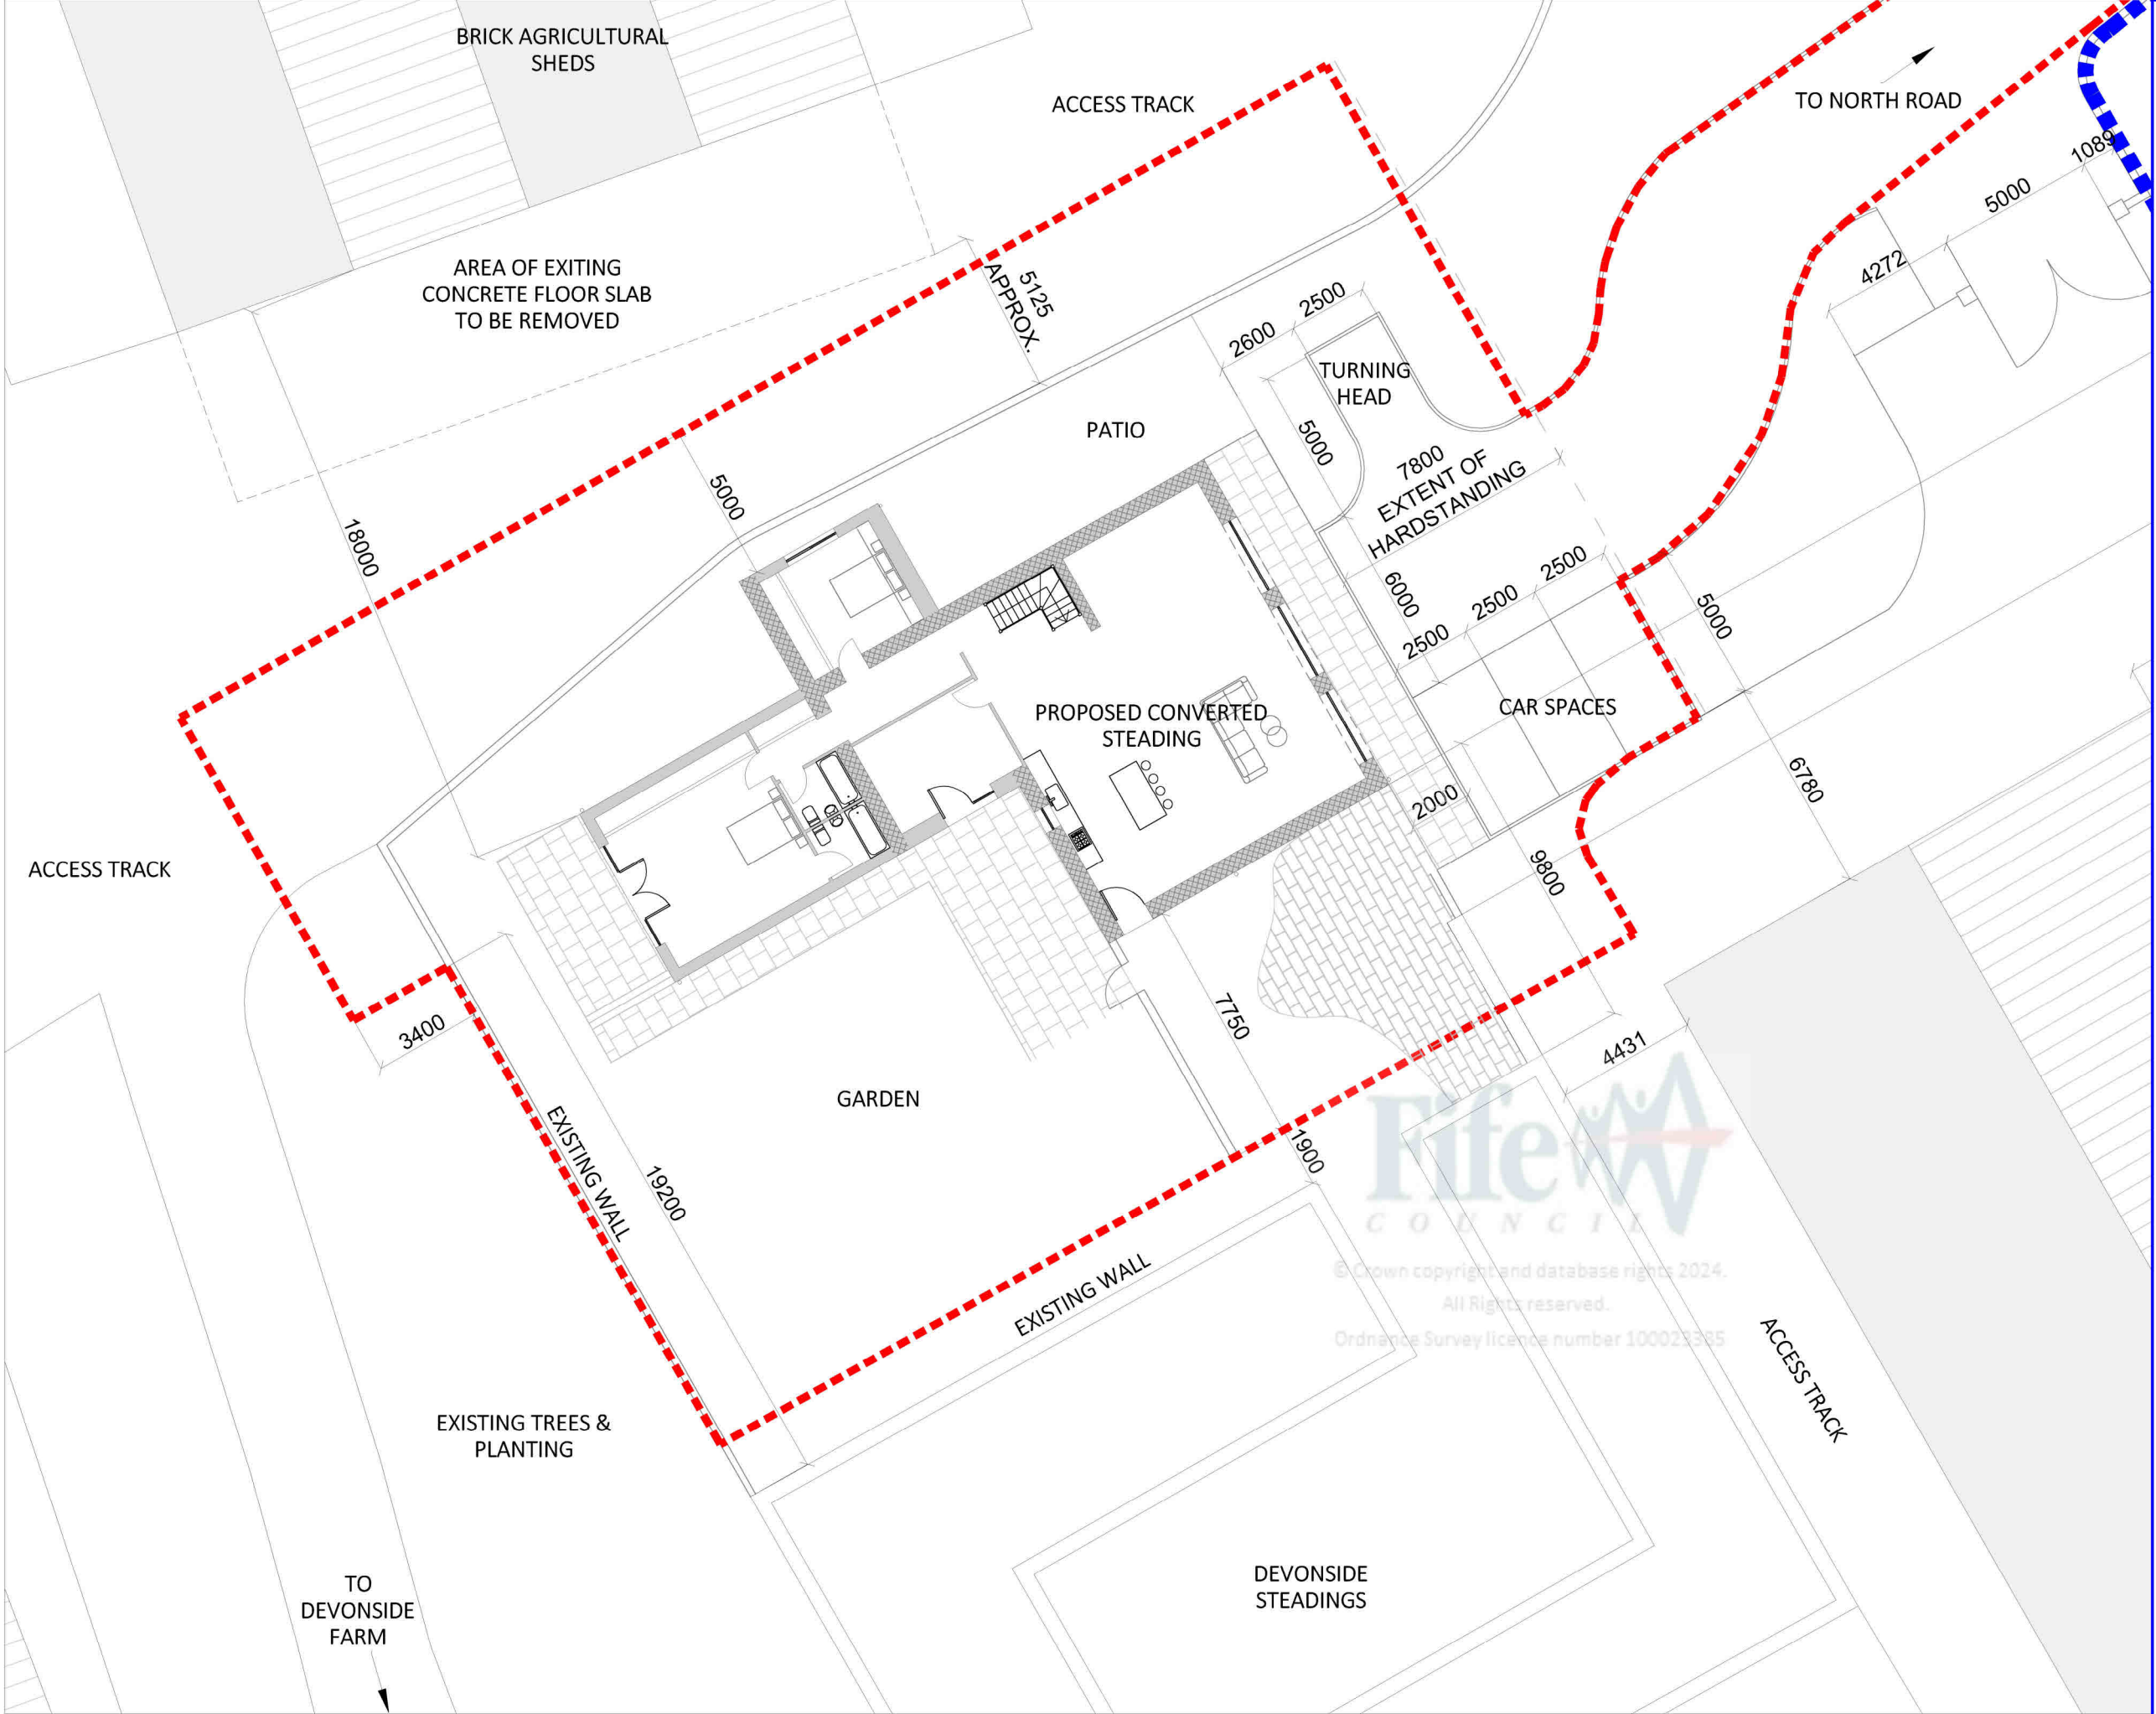 BRICK AGRICULTURAL
SHEDS
ACCESS TRACK
TO NORTH ROAD
1089
5000
4272
AREA OF EXITING
CONCRETE FLOOR SLAB
TO BE REMOVED
5125
APPROX.
2500
2600
TURNING
HEAD
PATIO
5000
7800
EXTENT OF
HARDSTANDING
5000
18000
6000
2500
2500
2500
5000
PROPOSED CONVERTED
STEADING
CAR SPACES
6780
2000
9800
ACCESS TRACK
3400
7750
4431
GARDEN
EXISTING WALL
19200
1900
Fife
COUNCIL
© Crown copyright and database rights 2024.
All Rights reserved.
Ordnance Survey licence number 100023385
EXISTING WALL
ACCESS TRACK
EXISTING TREES &
PLANTING
TO
DEVONSIDE
FARM
DEVONSIDE
STEADINGS